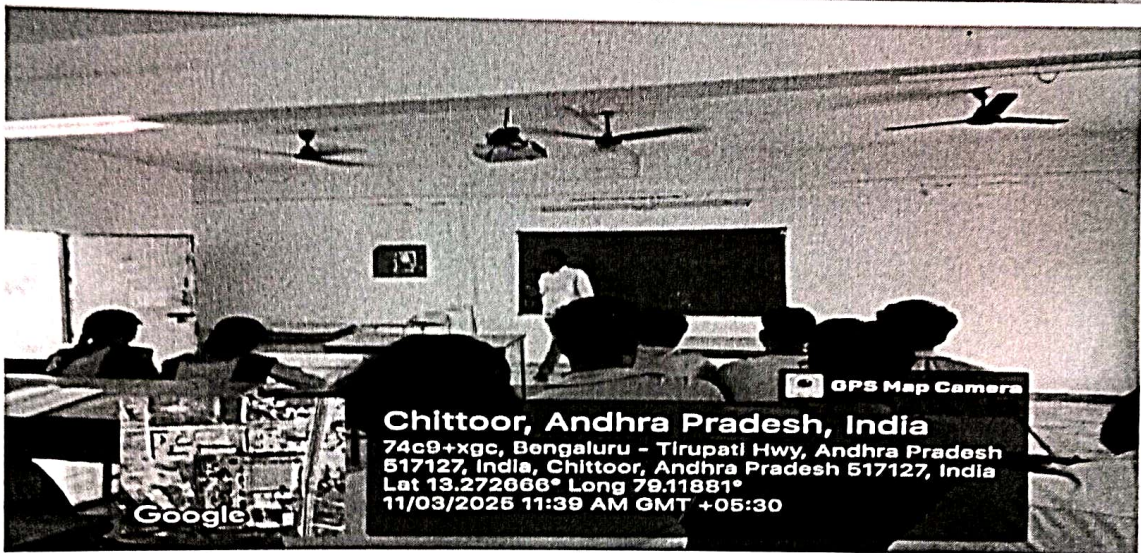 GPS Map Camera
Chittoor, Andhra Pradesh, India
74c9+xgc, Bengaluru - Tirupati Hwy, Andhra Pradesh
517127, India, Chittoor, Andhra Pradesh 517127, India
Lat 13.272666° Long 79.11881°
11/03/2025 11:39 AM GMT +05:30
Google